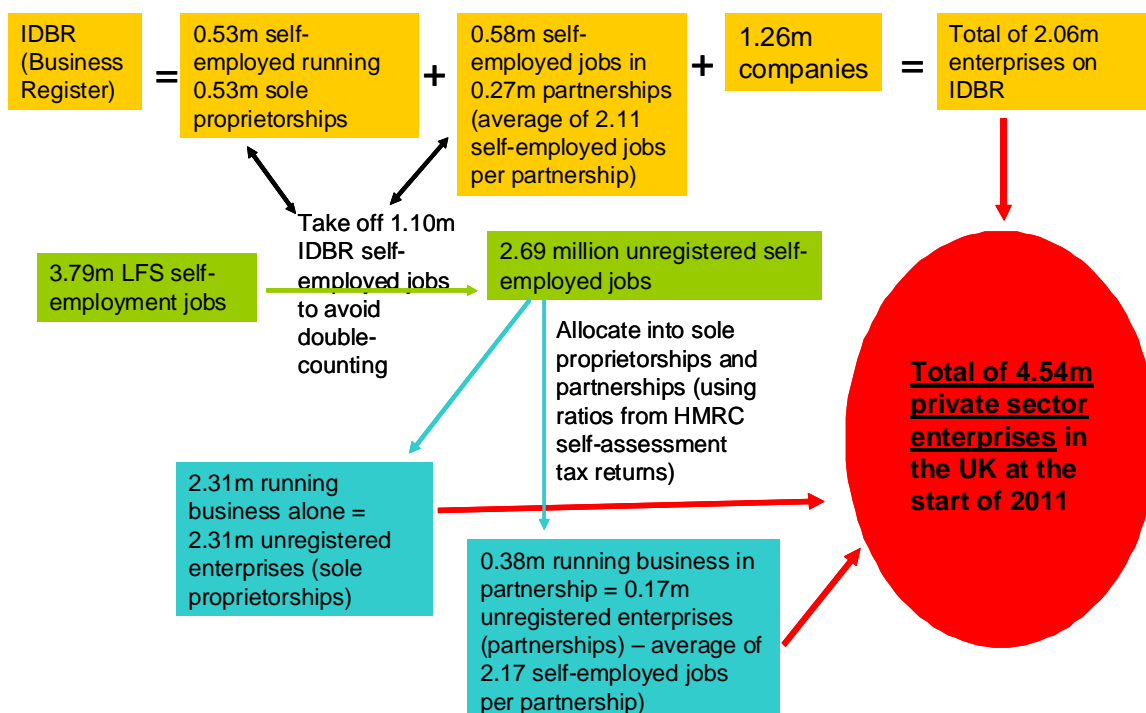 IDBR
(Business
Register)
=
0.53m self-
employed running
0.53m sole
proprietorships
+
0.58m self-
employed jobs in
0.27m partnerships
(average of 2.11
self-employed jobs
per partnership)
+
1.26m
companies
=
Total of 2.06m
enterprises on
IDBR
Take off 1.10m
IDBR self-
employed jobs
to avoid
double-
counting
3.79m LFS self-
employment jobs
2.69 million unregistered self-
employed jobs
Allocate into sole
proprietorships and
partnerships (using
ratios from HMRC
self-assessment
tax returns)
2.31m running
business alone =
2.31m unregistered
enterprises (sole
proprietorships)
0.38m running business in
partnership = 0.17m
unregistered enterprises
(partnerships) – average of
2.17 self-employed jobs
per partnership)
Total of 4.54m
private sector
enterprises in
the UK at the
start of 2011